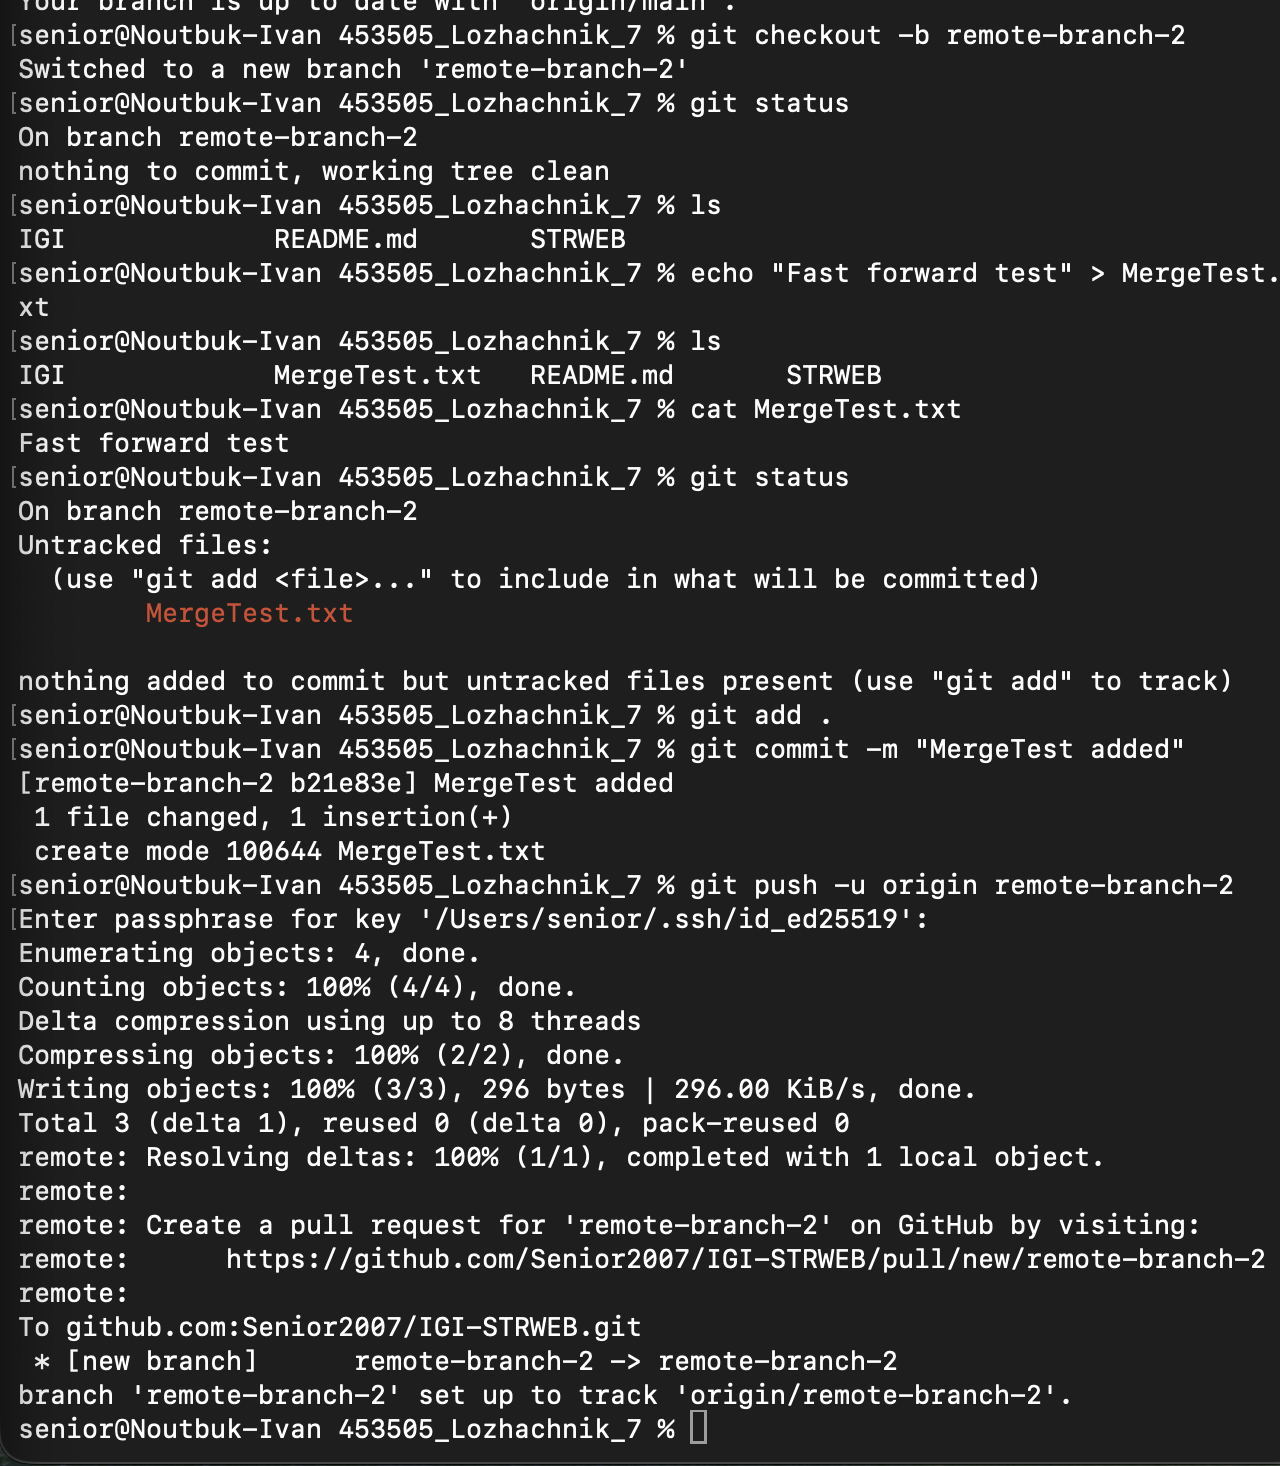 Your branch is up to date with 'origin/main'.
[senior@Noutbuk-Ivan 453505_Lozhachnik_7 % git checkout -b remote-branch-2
Switched to a new branch 'remote-branch-2'
[senior@Noutbuk-Ivan 453505_Lozhachnik_7 % git status
On branch remote-branch-2
nothing to commit, working tree clean
[senior@Noutbuk-Ivan 453505_Lozhachnik_7 % ls
IGI             README.md       STRWEB
[senior@Noutbuk-Ivan 453505_Lozhachnik_7 % echo "Fast forward test" > MergeTest.
xt
[senior@Noutbuk-Ivan 453505_Lozhachnik_7 % ls
IGI             MergeTest.txt   README.md       STRWEB
[senior@Noutbuk-Ivan 453505_Lozhachnik_7 % cat MergeTest.txt
Fast forward test
[senior@Noutbuk-Ivan 453505_Lozhachnik_7 % git status
On branch remote-branch-2
Untracked files:
  (use "git add <file>..." to include in what will be committed)
        MergeTest.txt

nothing added to commit but untracked files present (use "git add" to track)
[senior@Noutbuk-Ivan 453505_Lozhachnik_7 % git add .
[senior@Noutbuk-Ivan 453505_Lozhachnik_7 % git commit -m "MergeTest added"
[remote-branch-2 b21e83e] MergeTest added
 1 file changed, 1 insertion(+)
 create mode 100644 MergeTest.txt
[senior@Noutbuk-Ivan 453505_Lozhachnik_7 % git push -u origin remote-branch-2
[Enter passphrase for key '/Users/senior/.ssh/id_ed25519':
Enumerating objects: 4, done.
Counting objects: 100% (4/4), done.
Delta compression using up to 8 threads
Compressing objects: 100% (2/2), done.
Writing objects: 100% (3/3), 296 bytes | 296.00 KiB/s, done.
Total 3 (delta 1), reused 0 (delta 0), pack-reused 0
remote: Resolving deltas: 100% (1/1), completed with 1 local object.
remote:
remote: Create a pull request for 'remote-branch-2' on GitHub by visiting:
remote:      https://github.com/Senior2007/IGI-STRWEB/pull/new/remote-branch-2
remote:
To github.com:Senior2007/IGI-STRWEB.git
 * [new branch]      remote-branch-2 -> remote-branch-2
branch 'remote-branch-2' set up to track 'origin/remote-branch-2'.
senior@Noutbuk-Ivan 453505_Lozhachnik_7 %